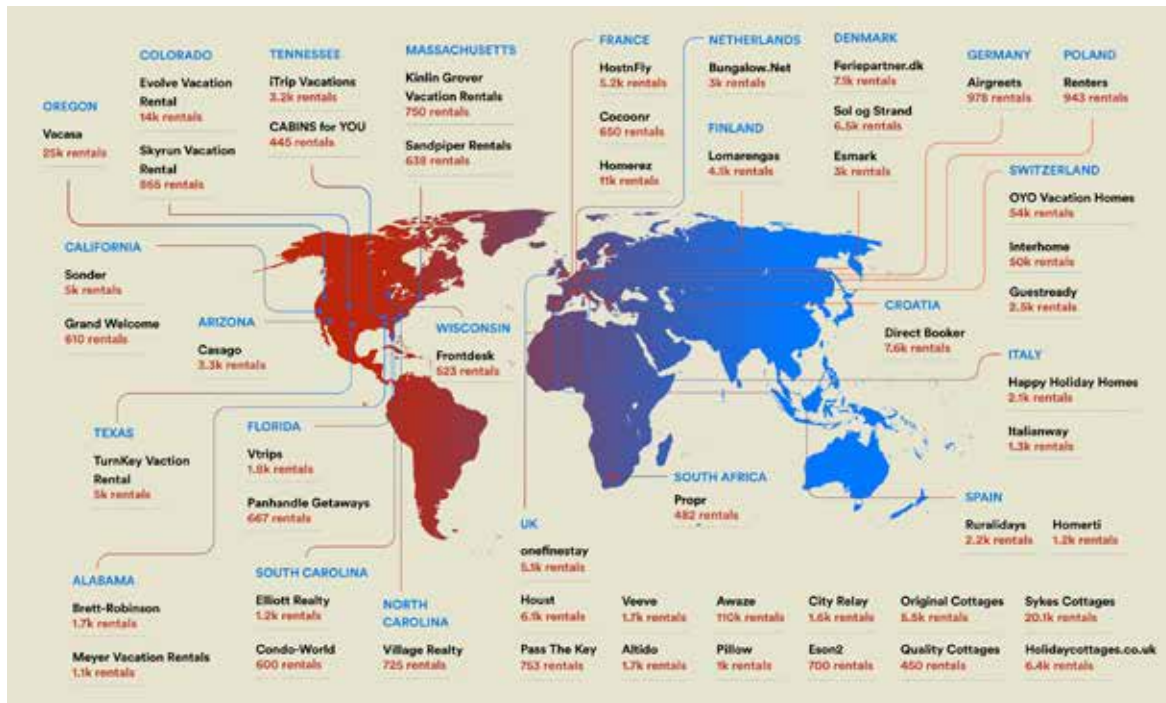 OREGON
Vacasa
25k rentals
COLORADO
Evolve Vacation
Rental
14k rentals
Skyrun Vacation
Rental
865 rentals
TENNESSEE
iTrip Vacations
3.2k rentals
CABINS for YOU
445 rentals
MASSACHUSETTS
Kinlin Grover
Vacation Rentals
750 rentals
Sandpiper Rentals
638 rentals
FRANCE
HostnFly
5.2k rentals
Cocoonr
650 rentals
Homerez
11k rentals
NETHERLANDS
Bungalow.Net
3k rentals
FINLAND
Lomarengas
4.1k rentals
DENMARK
Feriepartner.dk
7.1k rentals
Sol og Strand
6.5k rentals
Esmark
3k rentals
GERMANY
Airgreets
978 rentals
POLAND
Renters
943 rentals
SWITZERLAND
OYO Vacation Homes
54k rentals
Interhome
50k rentals
Guestready
2.5k rentals
CALIFORNIA
Sonder
5k rentals
Grand Welcome
610 rentals
ARIZONA
Casago
3.3k rentals
WISCONSIN
Frontdesk
523 rentals
CROATIA
Direct Booker
7.6k rentals
ITALY
Happy Holiday Homes
2.1k rentals
Italianway
1.3k rentals
TEXAS
TurnKey Vaction
Rental
5k rentals
FLORIDA
Vtrips
1.8k rentals
Panhandle Getaways
667 rentals
SOUTH AFRICA
Propr
482 rentals
SPAIN
Ruralidays
2.2k rentals
Homerti
1.2k rentals
ALABAMA
Brett-Robinson
1.7k rentals
Meyer Vacation Rentals
1.1k rentals
SOUTH CAROLINA
Elliott Realty
1.2k rentals
Condo-World
600 rentals
NORTH
CAROLINA
Village Realty
725 rentals
UK
onefinestay
5.1k rentals
Houst
6.1k rentals
Pass The Key
753 rentals
Veeve
1.7k rentals
Altido
1.7k rentals
Awaze
110k rentals
Pillow
1k rentals
City Relay
1.6k rentals
Eson2
700 rentals
Original Cottages
5.5k rentals
Quality Cottages
450 rentals
Sykes Cottages
20.1k rentals
Holidaycottages.co.uk
6.4k rentals